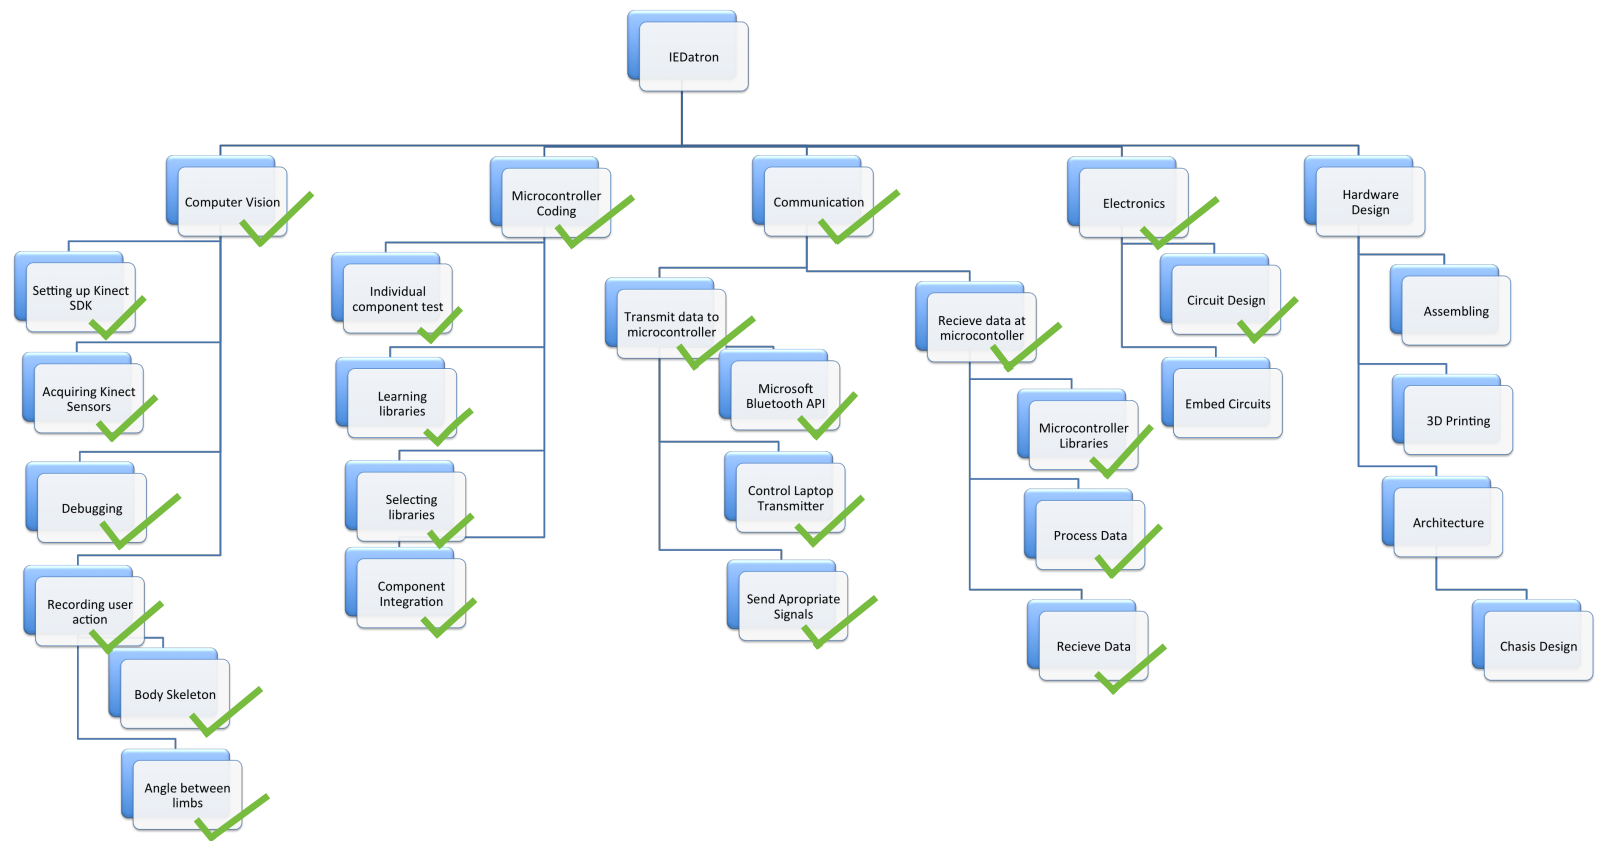 IEDatron
Computer Vision
Microcontroller
Coding
Communication
Electronics
Hardware
Design
Setting up Kinect
SDK
Acquiring Kinect
Sensors
Debugging
Recording user
action
Body Skeleton
Angle between
limbs
Individual
component test
Learning
libraries
Selecting
libraries
Component
Integration
Transmit data to
microcontroller
Microsoft
Bluetooth API
Control Laptop
Transmitter
Send Apropriate
Signals
Recieve data at
microcontoller
Microcontroller
Libraries
Process Data
Recieve Data
Circuit Design
Embed Circuits
Assembling
3D Printing
Architecture
Chasis Design